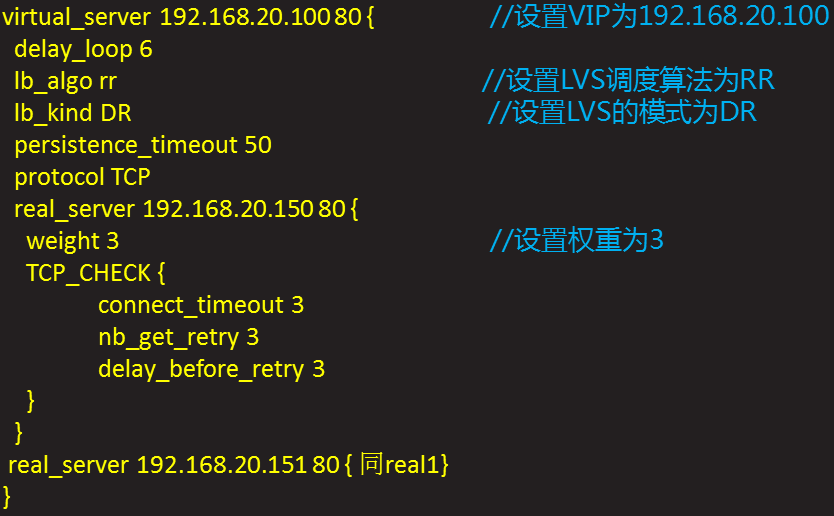 virtual_server 192.168.20.100 80 { //设置VIP为192.168.20.100
delay_loop 6
lb_algo rr //设置LVS调度算法为RR
lb_kind DR //设置LVS的模式为DR
persistence_timeout 50
protocol TCP
real_server 192.168.20.150 80 {
weight 3 //设置权重为3
TCP_CHECK {
connect_timeout 3
nb_get_retry 3
delay_before_retry 3
}
}
real_server 192.168.20.151 80 { 同real1}
}